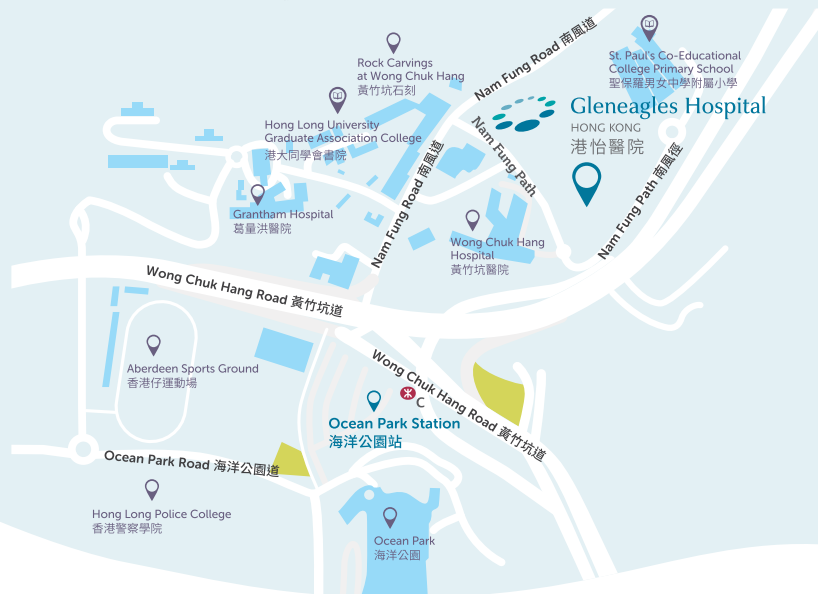 Nam Fung Road 南風道
Rock Carvings
at Wong Chuk Hang
黃竹坑石刻
St. Paul's Co-Educational
College Primary School
聖保羅男女中學附屬小學
Gleneagles Hospital
HONG KONG
港怡醫院
Hong Long University
Graduate Association College
港大同學會書院
Nam Fung Path
Nam Fung Road 南風道
Nam Fung Path 南風徑
Grantham Hospital
葛量洪醫院
Wong Chuk Hang
Hospital
黃竹坑醫院
Wong Chuk Hang Road 黃竹坑道
Aberdeen Sports Ground
香港仔運動場
Wong Chuk Hang Road 黃竹坑道
C
Ocean Park Station
海洋公園站
Ocean Park Road 海洋公園道
Hong Long Police College
香港警察學院
Ocean Park
海洋公園